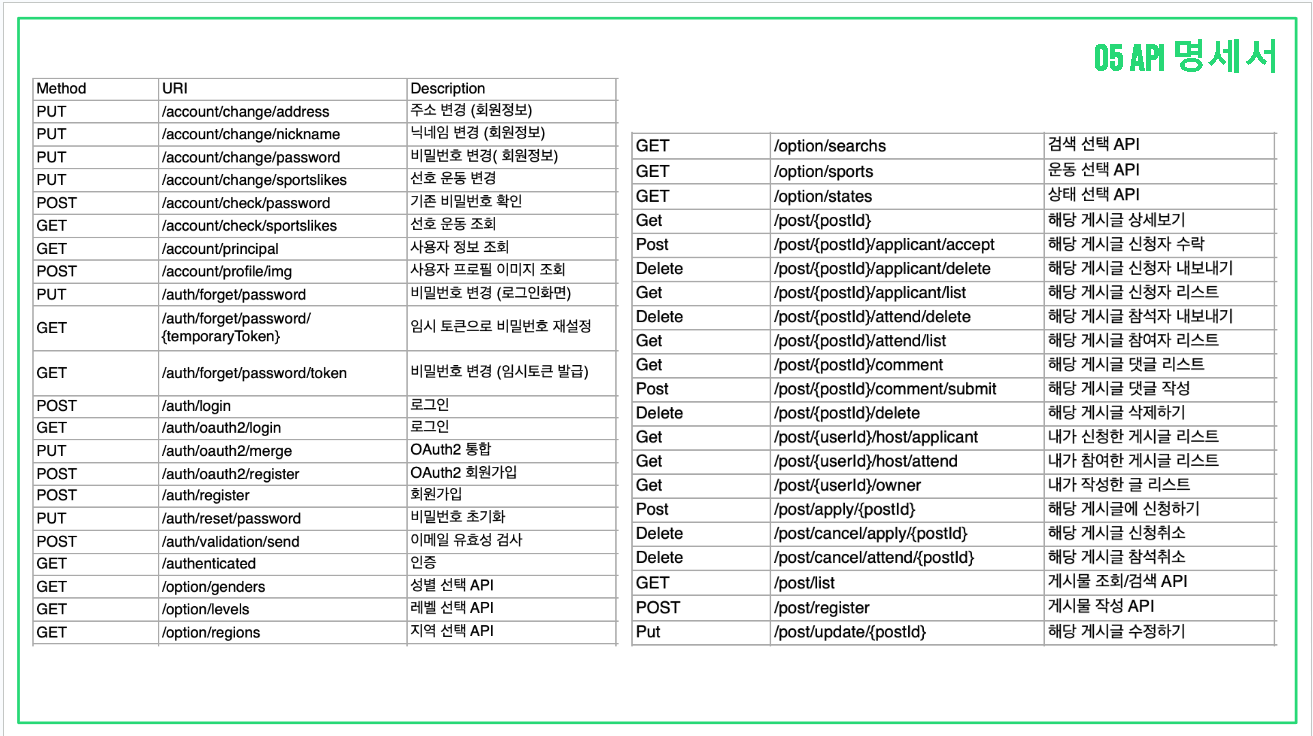 05 API 명세서
Method URI Description
PUT /account/change/address 주소 변경 (회원정보)
PUT /account/change/nickname 닉네임 변경 (회원정보)
PUT /account/change/password 비밀번호 변경( 회원정보)
PUT /account/change/sportslikes 선호 운동 변경
POST /account/check/password 기존 비밀번호 확인
GET /account/check/sportslikes 선호 운동 조회
GET /account/principal 사용자 정보 조회
POST /account/profile/img 사용자 프로필 이미지 조회
PUT /auth/forget/password 비밀번호 변경 (로그인화면)
GET /auth/forget/password/
{temporaryToken} 임시 토큰으로 비밀번호 재설정
GET /auth/forget/password/token 비밀번호 변경 (임시토큰 발급)
POST /auth/login 로그인
GET /auth/oauth2/login 로그인
PUT /auth/oauth2/merge OAuth2 통합
POST /auth/oauth2/register OAuth2 회원가입
POST /auth/register 회원가입
PUT /auth/reset/password 비밀번호 초기화
POST /auth/validation/send 이메일 유효성 검사
GET /authenticated 인증
GET /option/genders 성별 선택 API
GET /option/levels 레벨 선택 API
GET /option/regions 지역 선택 API
GET /option/searchs 검색 선택 API
GET /option/sports 운동 선택 API
GET /option/states 상태 선택 API
Get /post/{postId} 해당 게시글 상세보기
Post /post/{postId}/applicant/accept 해당 게시글 신청자 수락
Delete /post/{postId}/applicant/delete 해당 게시글 신청자 내보내기
Get /post/{postId}/applicant/list 해당 게시글 신청자 리스트
Delete /post/{postId}/attend/delete 해당 게시글 참석자 내보내기
Get /post/{postId}/attend/list 해당 게시글 참여자 리스트
Get /post/{postId}/comment 해당 게시글 댓글 리스트
Post /post/{postId}/comment/submit 해당 게시글 댓글 작성
Delete /post/{postId}/delete 해당 게시글 삭제하기
Get /post/{userId}/host/applicant 내가 신청한 게시글 리스트
Get /post/{userId}/host/attend 내가 참여한 게시글 리스트
Get /post/{userId}/owner 내가 작성한 글 리스트
Post /post/apply/{postId} 해당 게시글에 신청하기
Delete /post/cancel/apply/{postId} 해당 게시글 신청취소
Delete /post/cancel/attend/{postId} 해당 게시글 참석취소
GET /post/list 게시물 조회/검색 API
POST /post/register 게시물 작성 API
Put /post/update/{postId} 해당 게시글 수정하기